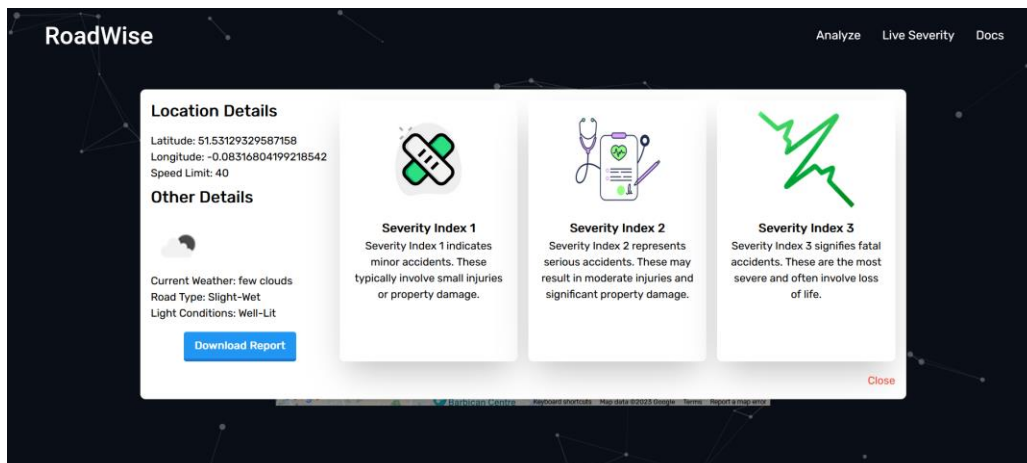 RoadWise
Analyze Live Severity Docs
Location Details
Latitude: 51.53129329587158
Longitude: -0.08316804199218542
Speed Limit: 40
Other Details
Current Weather: few clouds
Road Type: Slight-Wet
Light Conditions: Well-Lit
Download Report
Severity Index 1
Severity Index 1 indicates
minor accidents. These
typically involve small injuries
or property damage.
Severity Index 2
Severity Index 2 represents
serious accidents. These may
result in moderate injuries and
significant property damage.
Severity Index 3
Severity Index 3 signifies fatal
accidents. These are the most
severe and often involve loss
of life.
Close
Barbican Centre
Keyboard shortcuts Map data ©2023 Google Terms Report a map error